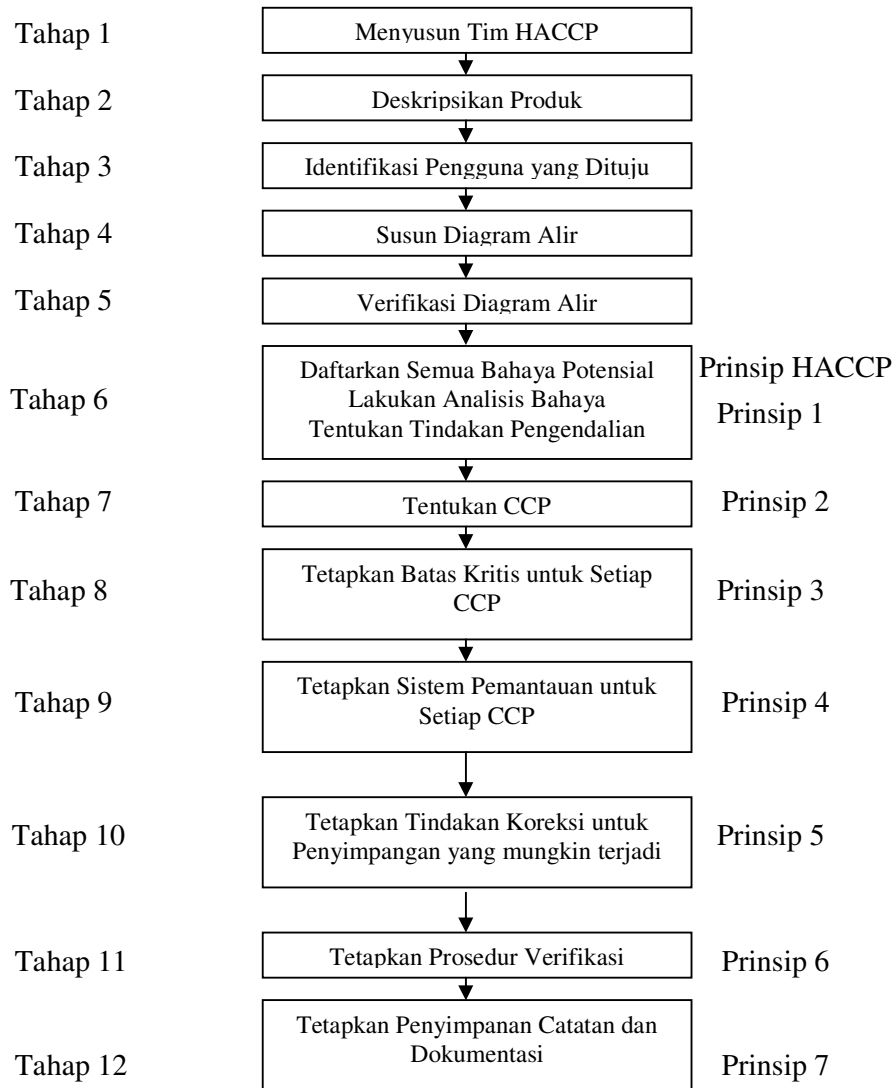 Tahap 1
Menyusun Tim HACCP
Tahap 2
Deskripsikan Produk
Tahap 3
Identifikasi Pengguna yang Dituju
Tahap 4
Susun Diagram Alir
Tahap 5
Verifikasi Diagram Alir
Prinsip HACCP
Tahap 6
Daftarkan Semua Bahaya Potensial
Lakukan Analisis Bahaya
Tentukan Tindakan Pengendalian
Prinsip 1
Tahap 7
Tentukan CCP
Prinsip 2
Tahap 8
Tetapkan Batas Kritis untuk Setiap
CCP
Prinsip 3
Tahap 9
Tetapkan Sistem Pemantauan untuk
Setiap CCP
Prinsip 4
Tahap 10
Tetapkan Tindakan Koreksi untuk
Penyimpangan yang mungkin terjadi
Prinsip 5
Tahap 11
Tetapkan Prosedur Verifikasi
Prinsip 6
Tahap 12
Tetapkan Penyimpanan Catatan dan
Dokumentasi
Prinsip 7